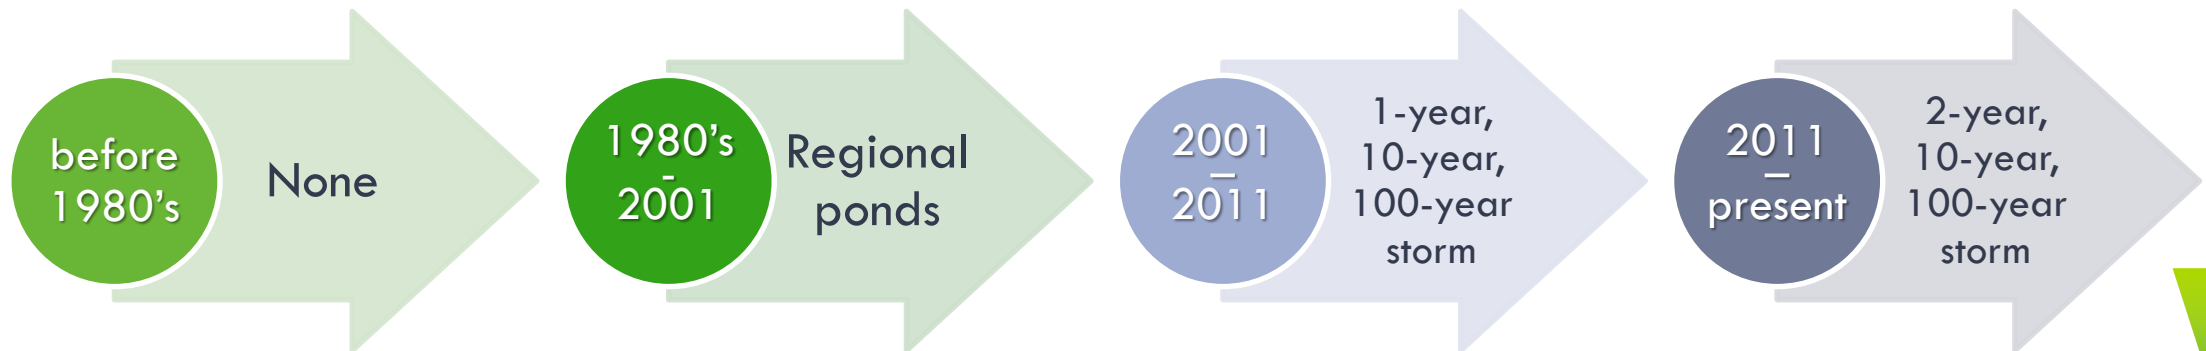 before
1980's
None
1980's
-
2001
Regional
ponds
2001
–
2011
1-year,
10-year,
100-year
storm
2011
–
present
2-year,
10-year,
100-year
storm